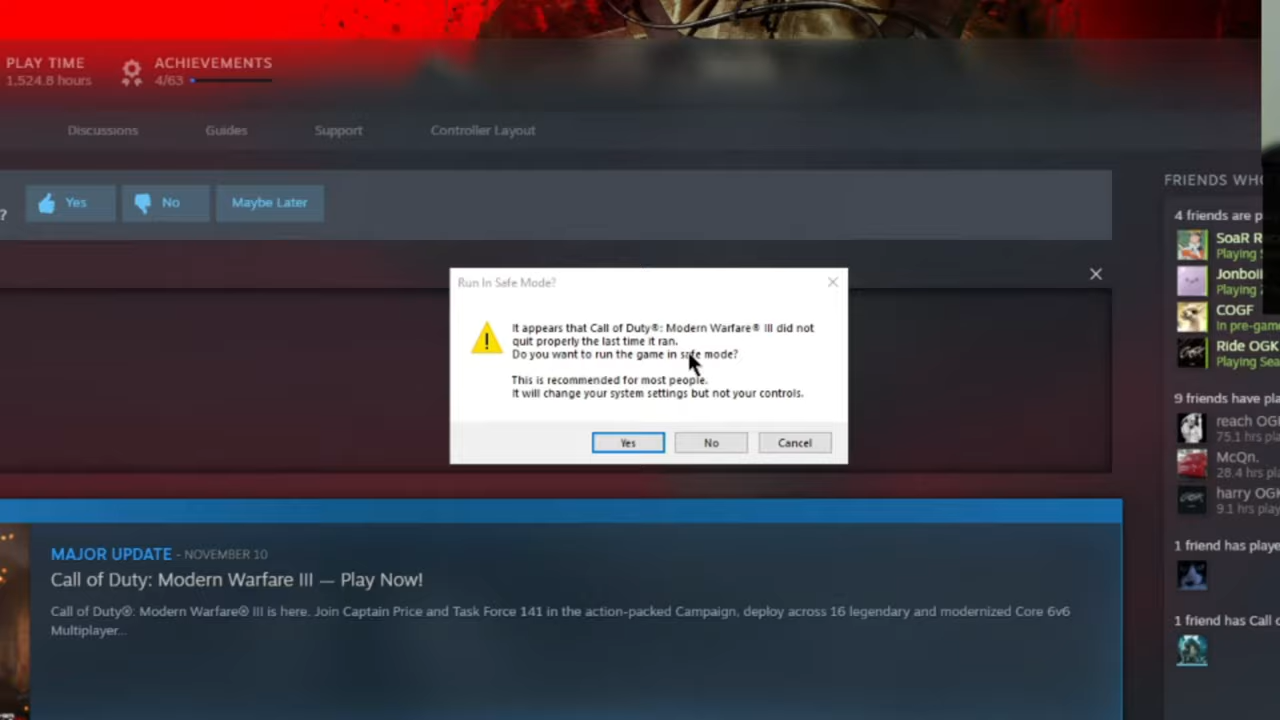 PLAY TIME
1,524.8 hours
ACHIEVEMENTS
4/63
Discussions
Guides
Support
Controller Layout
?
Yes
No
Maybe Later
FRIENDS WHO
4 friends are p
SoaR R
Playing
Jonboi
Playing
COGF
In pre-gam
Ride OGK
Playing Sea
9 friends have pla
reach OG
75.1 hrs pl
McQn.
28.4 hrs pl
harry OG
9.1 hrs play
1 friend has playe
1 friend has Call o
Run In Safe Mode?
It appears that Call of Duty®: Modern Warfare® III did not
quit properly the last time it ran.
Do you want to run the game in safe mode?
This is recommended for most people.
It will change your system settings but not your controls.
Yes
No
Cancel
MAJOR UPDATE - NOVEMBER 10
Call of Duty: Modern Warfare III — Play Now!
Call of Duty®: Modern Warfare® III is here. Join Captain Price and Task Force 141 in the action-packed Campaign, deploy across 16 legendary and modernized Core 6v6
Multiplayer...